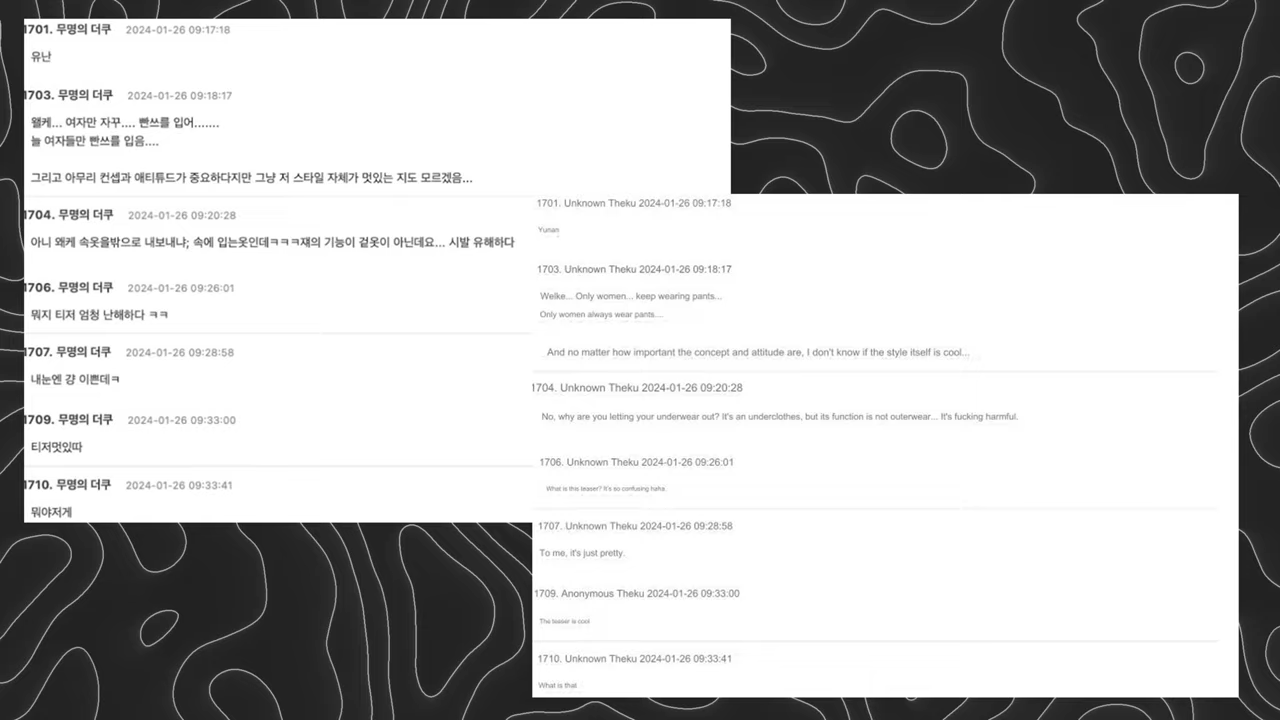 1701. 무명의 더쿠 2024-01-26 09:17:18
유난
1703. 무명의 더쿠 2024-01-26 09:18:17
왤케... 여자만 자꾸.... 빤쓰를 입어.......
늘 여자들만 빤쓰를 입음....
그리고 아무리 컨셉과 애티튜드가 중요하다지만 그냥 저 스타일 자체가 멋있는 지도 모르겠음...
1704. 무명의 더쿠 2024-01-26 09:20:28
아니 왜케 속옷을밖으로 내보내냐; 속에 입는옷인데ㅋㅋㅋ쟤의 기능이 겉옷이 아닌데요... 시발 유해하다
1706. 무명의 더쿠 2024-01-26 09:26:01
뭐지 티저 엄청 난해하다 ㅋㅋ
1707. 무명의 더쿠 2024-01-26 09:28:58
내눈엔 걍 이쁜데ㅋ
1709. 무명의 더쿠 2024-01-26 09:33:00
티저멋있따
1710. 무명의 더쿠 2024-01-26 09:33:41
뭐야저게
1701. Unknown Theku 2024-01-26 09:17:18
Yunan
1703. Unknown Theku 2024-01-26 09:18:17
Welke... Only women... keep wearing pants...
Only women always wear pants....
And no matter how important the concept and attitude are, I don't know if the style itself is cool...
1704. Unknown Theku 2024-01-26 09:20:28
No, why are you letting your underwear out? It's an underclothes, but its function is not outerwear... It's fucking harmful.
1706. Unknown Theku 2024-01-26 09:26:01
What is this teaser? It's so confusing haha
1707. Unknown Theku 2024-01-26 09:28:58
To me, it's just pretty.
1709. Anonymous Theku 2024-01-26 09:33:00
The teaser is cool
1710. Unknown Theku 2024-01-26 09:33:41
What is that